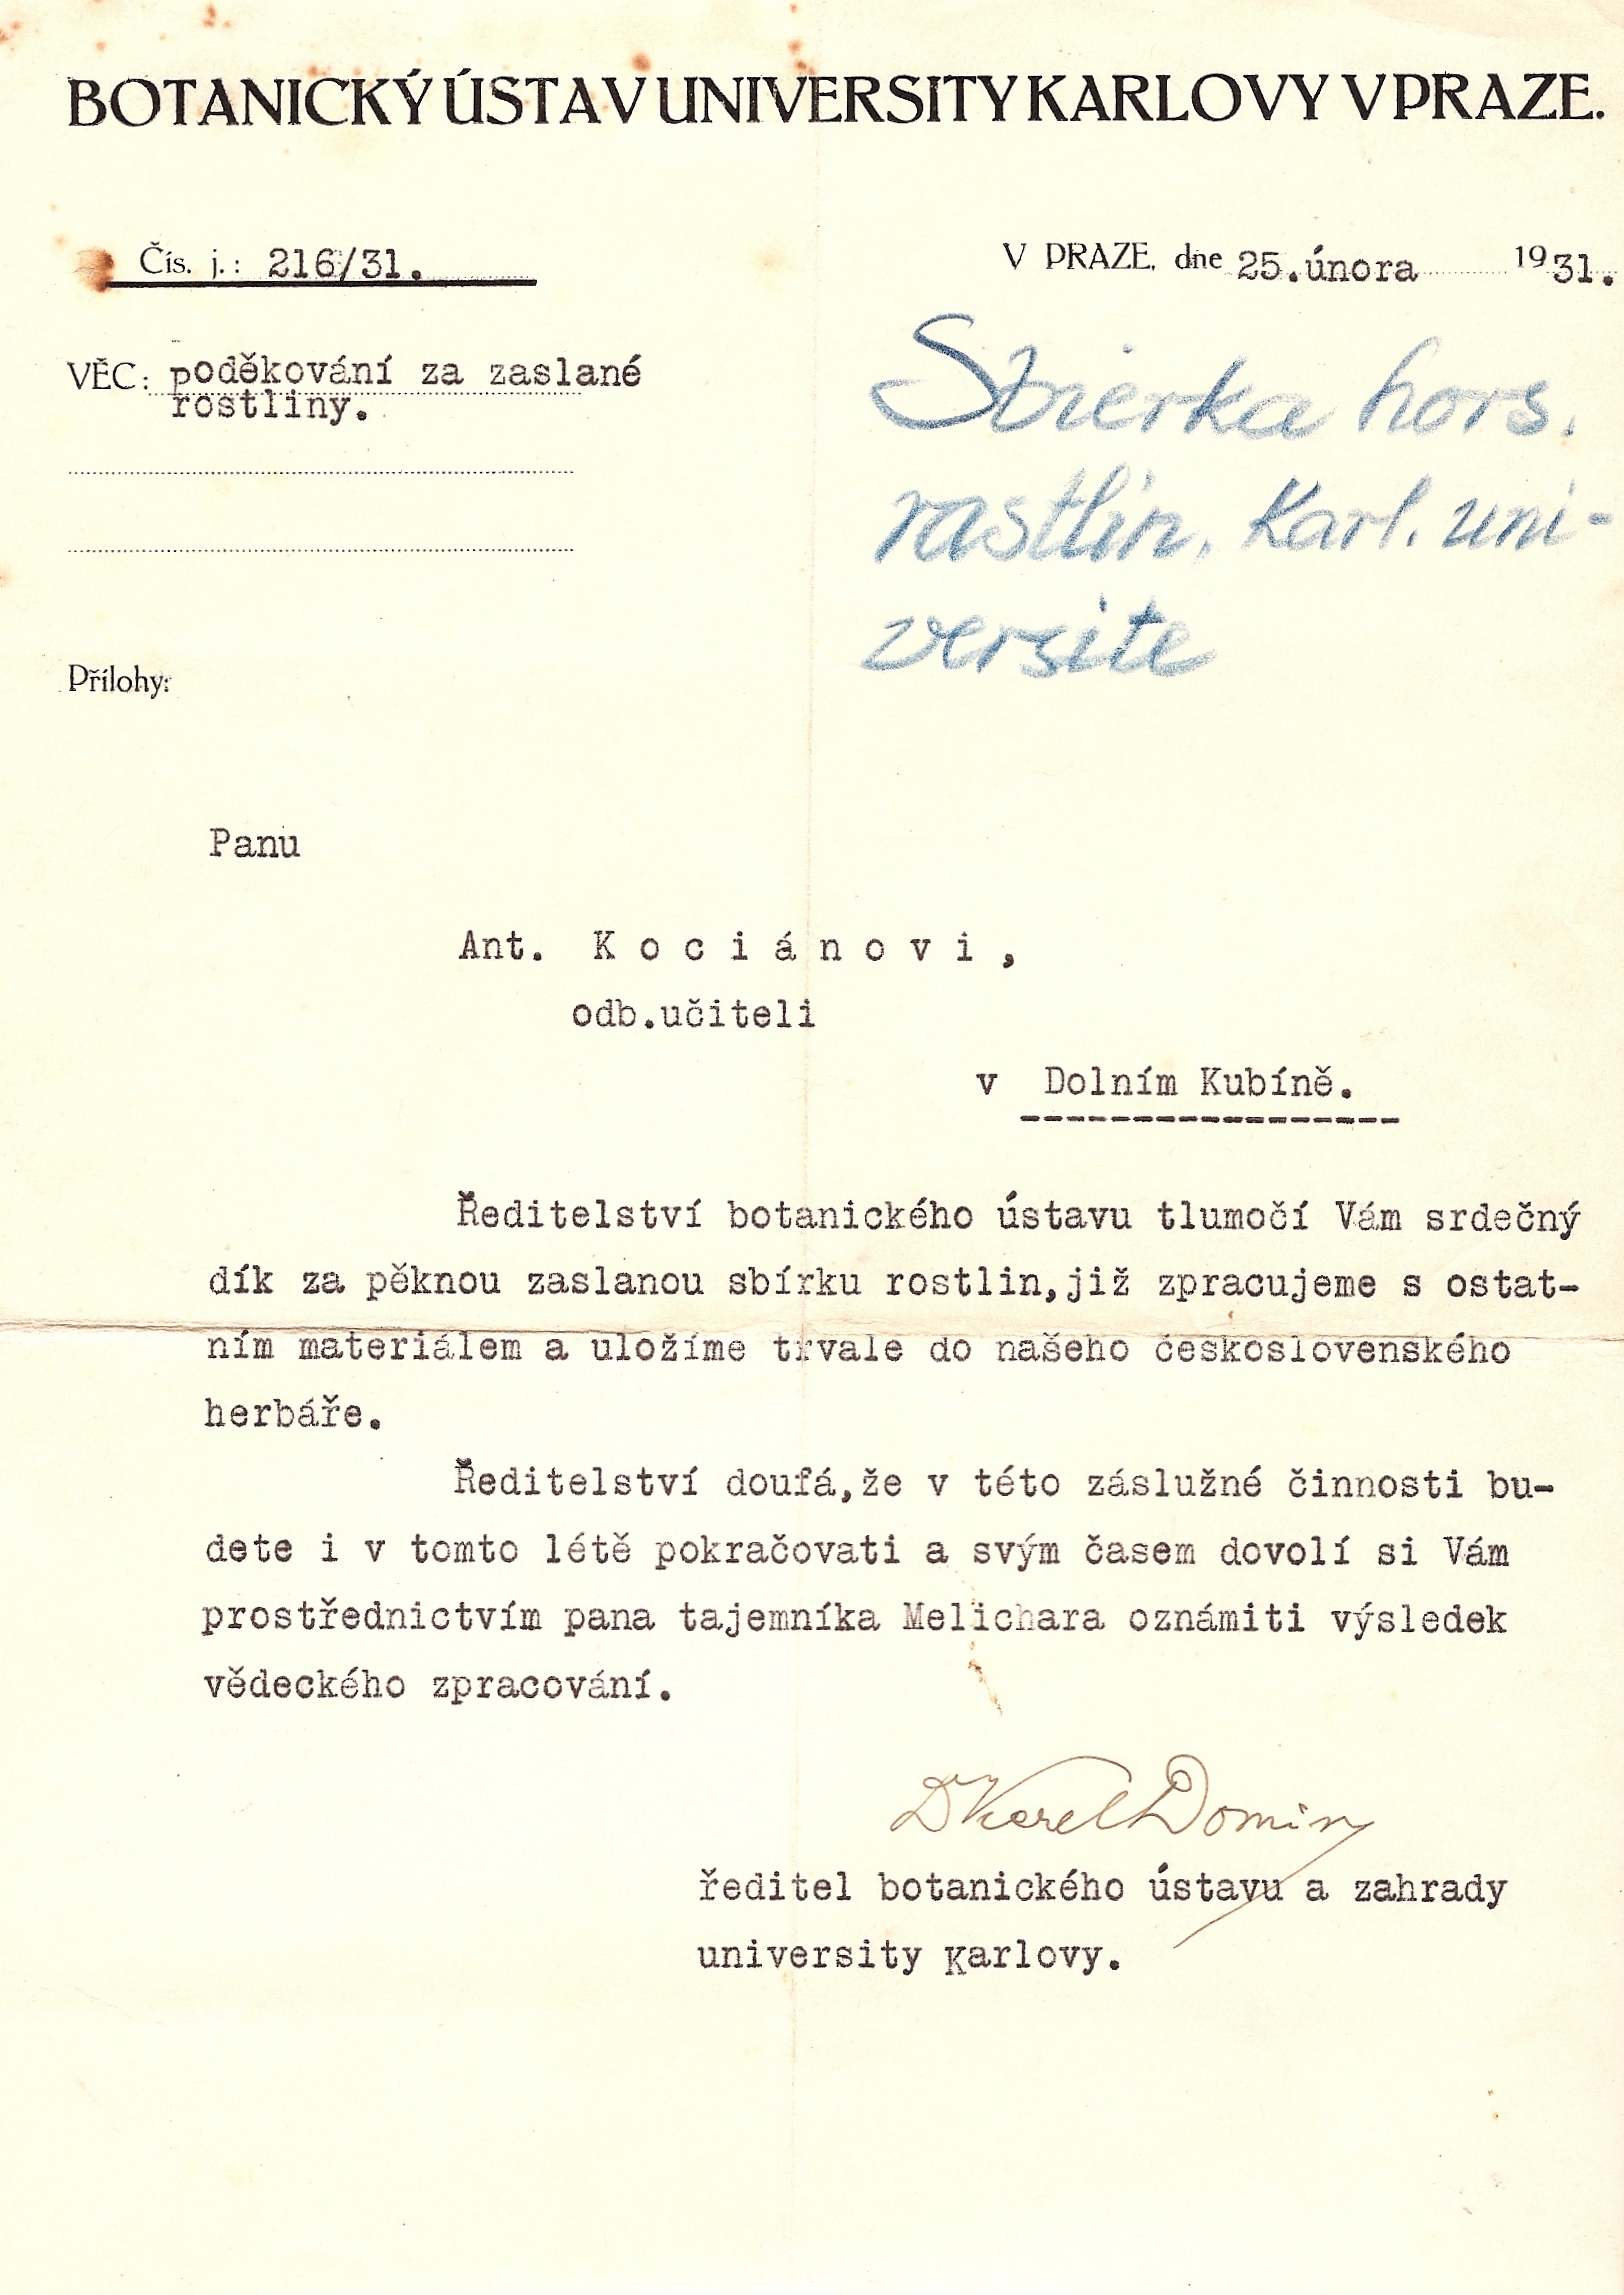 BOTANICKÝ ÚSTAV UNIVERSITY KARLOVY V PRAZE.
Čís. j.: 216/31.
V PRAZE, dne 25.února 1931.
VĚC: poděkování za zaslané
rostliny.
Sbierka hors.
rastlin, Karl. uni-
versite
Přílohy:
Panu
Ant. Kociánovi,
odb.učiteli
v Dolním Kubíně.
Ředitelství botanického ústavu tlumočí Vám srdečný
dík za pěknou zaslanou sbírku rostlin,již zpracujeme s ostat-
ním materiálem a uložíme trvale do našeho československého
herbáře.
Ředitelství doufá,že v této záslužné činnosti bu-
dete i v tomto létě pokračovati a svým časem dovolí si Vám
prostřednictvím pana tajemníka Melichara oznámiti výsledek
vědeckého zpracování.
Dr Karel Domin
ředitel botanického ústavu a zahrady
university Karlovy.